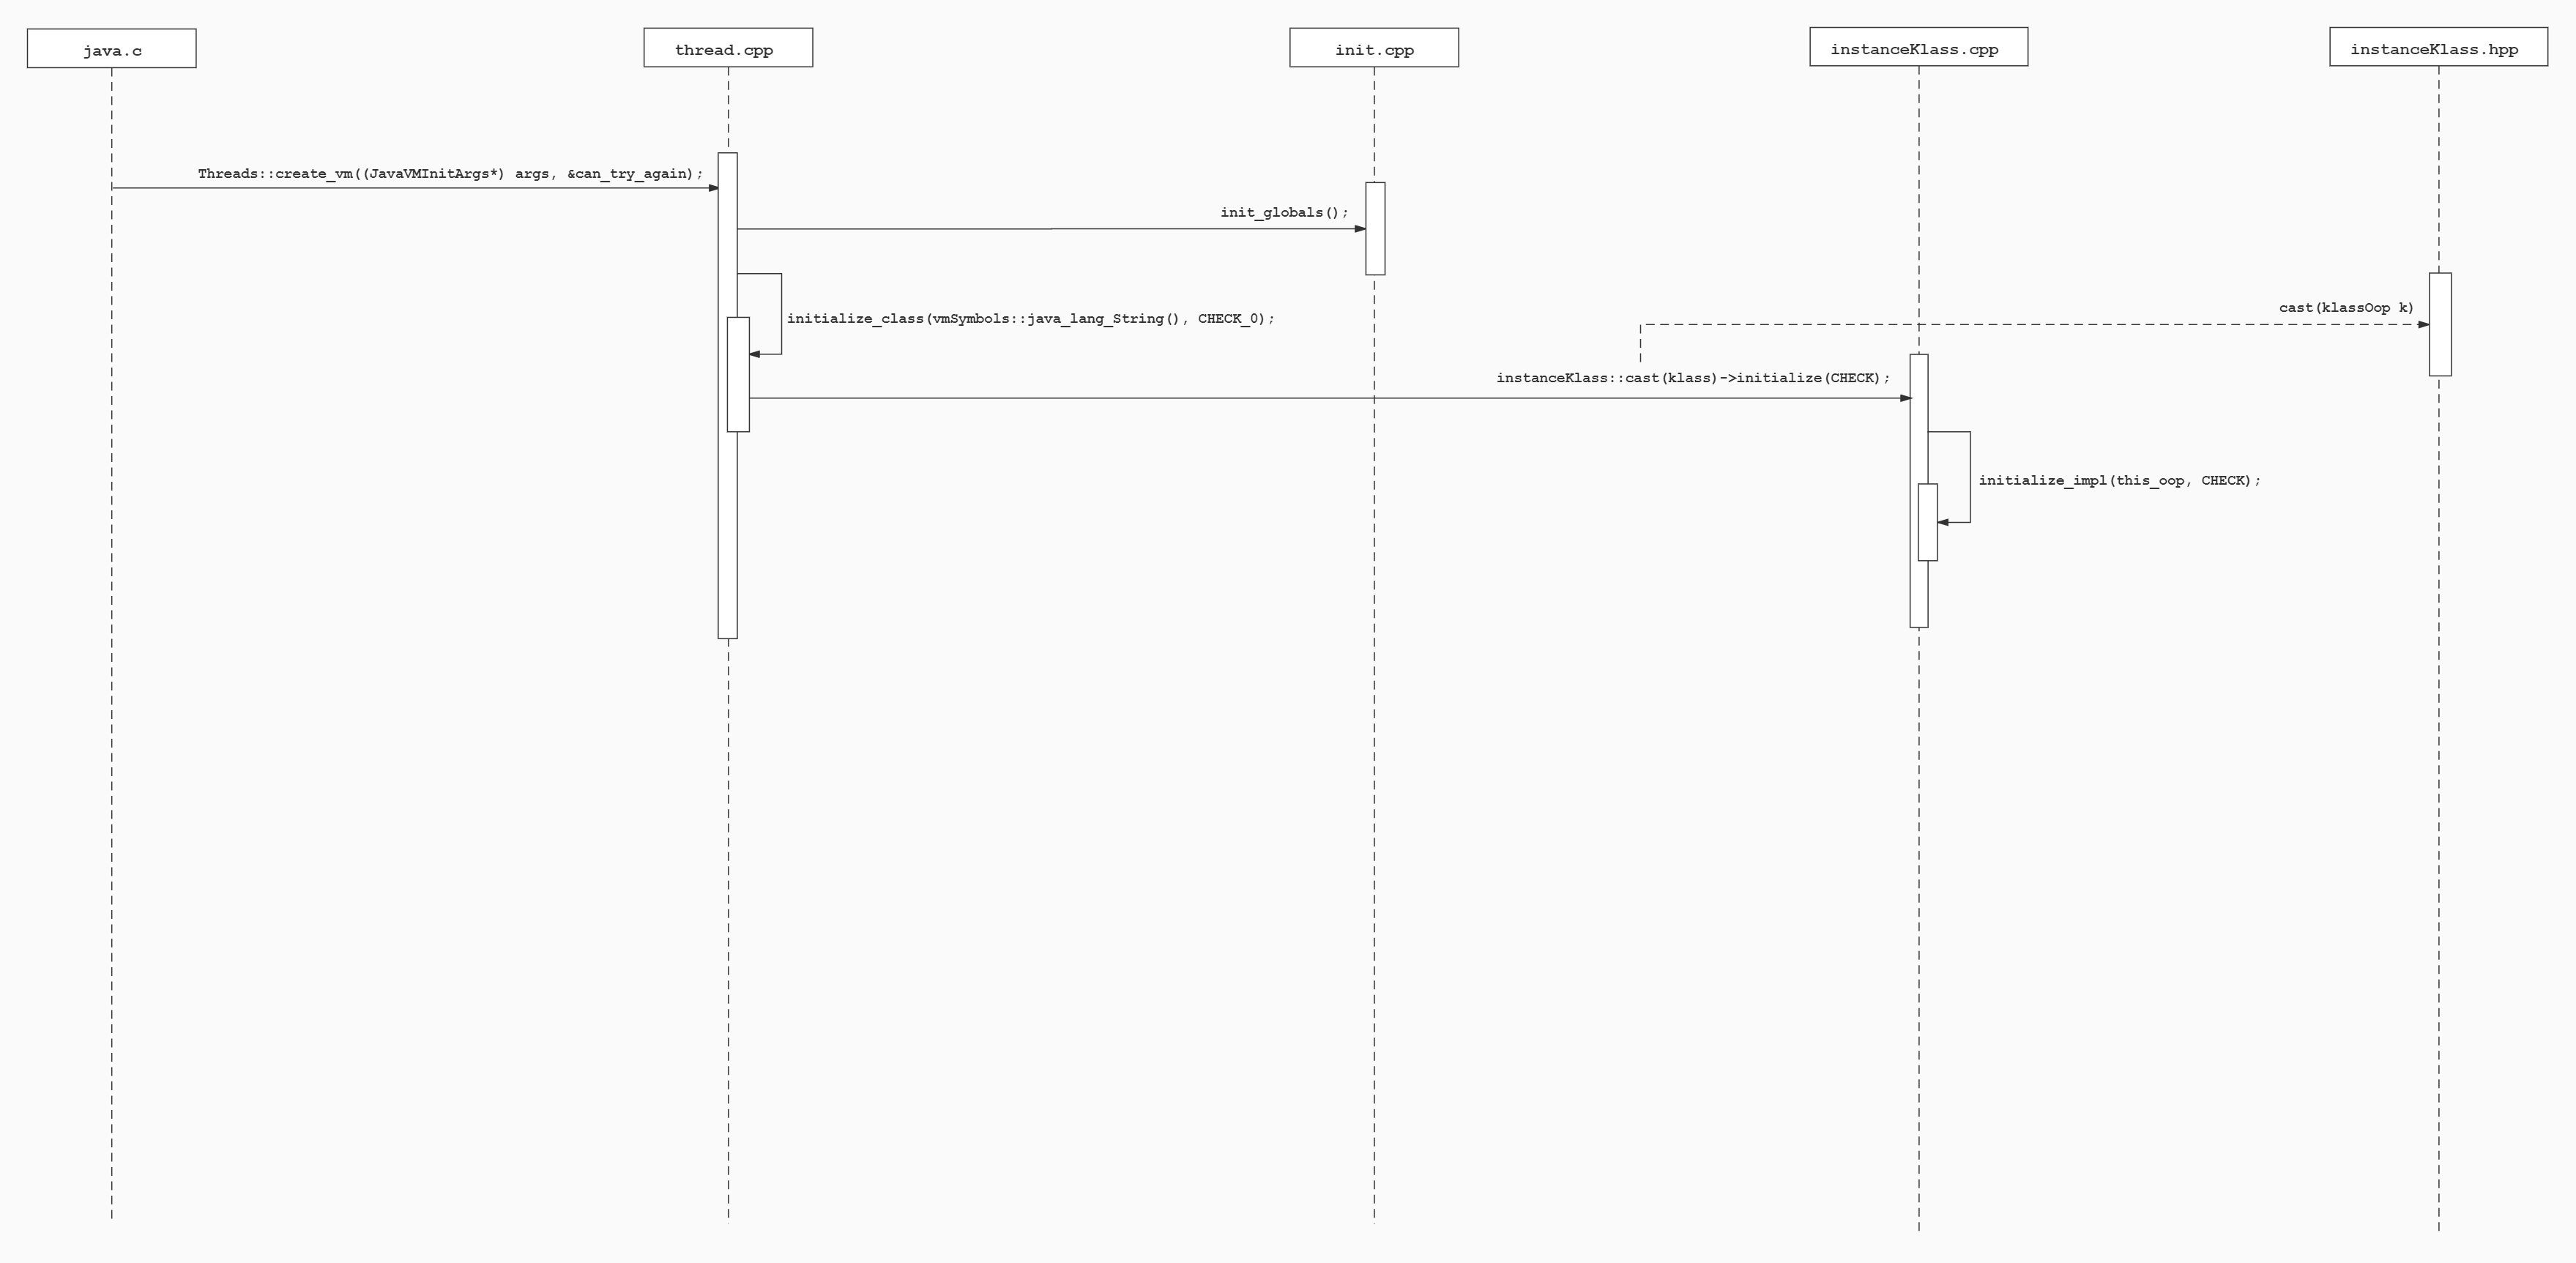 java.c
thread.cpp
init.cpp
instanceKlass.cpp
instanceKlass.hpp
Threads::create_vm((JavaVMInitArgs*) args, &can_try_again);
init_globals();
initialize_class(vmSymbols::java_lang_String(), CHECK_0);
cast(klassOop k)
instanceKlass::cast(klass)->initialize(CHECK);
initialize_impl(this_oop, CHECK);